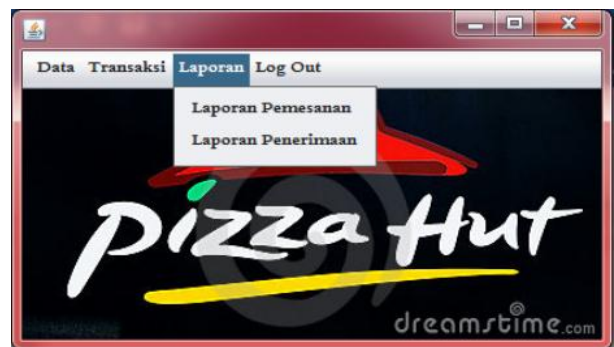 Data Transaksi Laporan Log Out
Laporan Pemesanan
Laporan Penerimaan
Pizza Hut
dreamstime.com